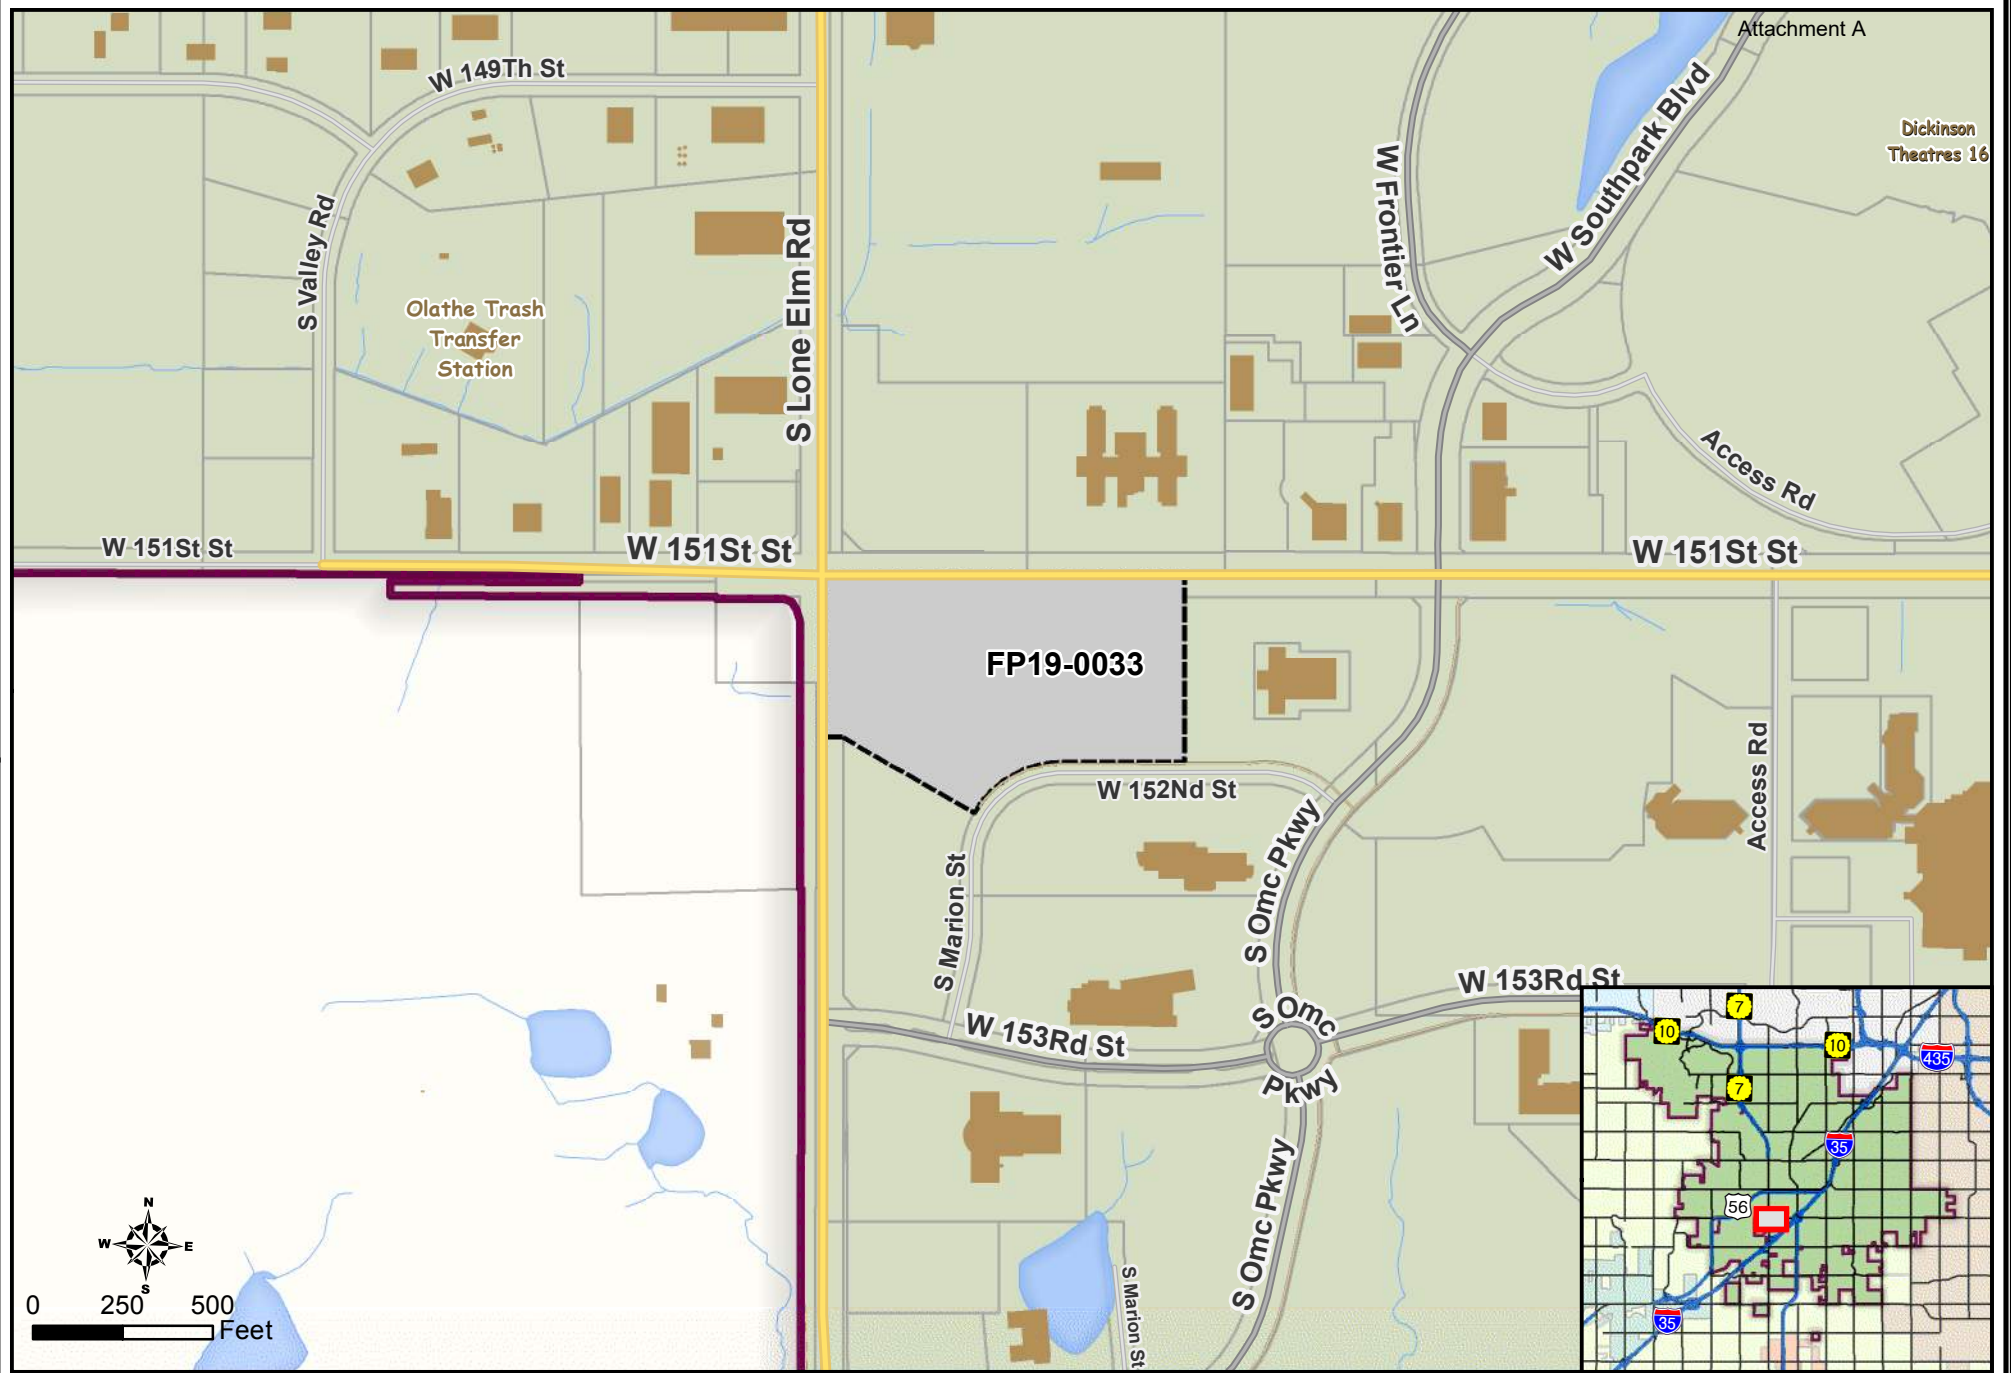 Attachment A
W 149Th St
S Valley Rd
S Lone Elm Rd
W Frontier Ln
W Southpark Blvd
Dickinson
Theatres 16
Olathe Trash
Transfer
Station
Access Rd
W 151St St
W 151St St
W 151St St
FP19-0033
W 152Nd St
S Omc Pkwy
Access Rd
S Marion St
W 153Rd St
W 153Rd St
S Omc
Pkwy
S Omc Pkwy
S Marion St
N
W E
S
0 250 500
Feet
7
10
10
435
7
35
56
35